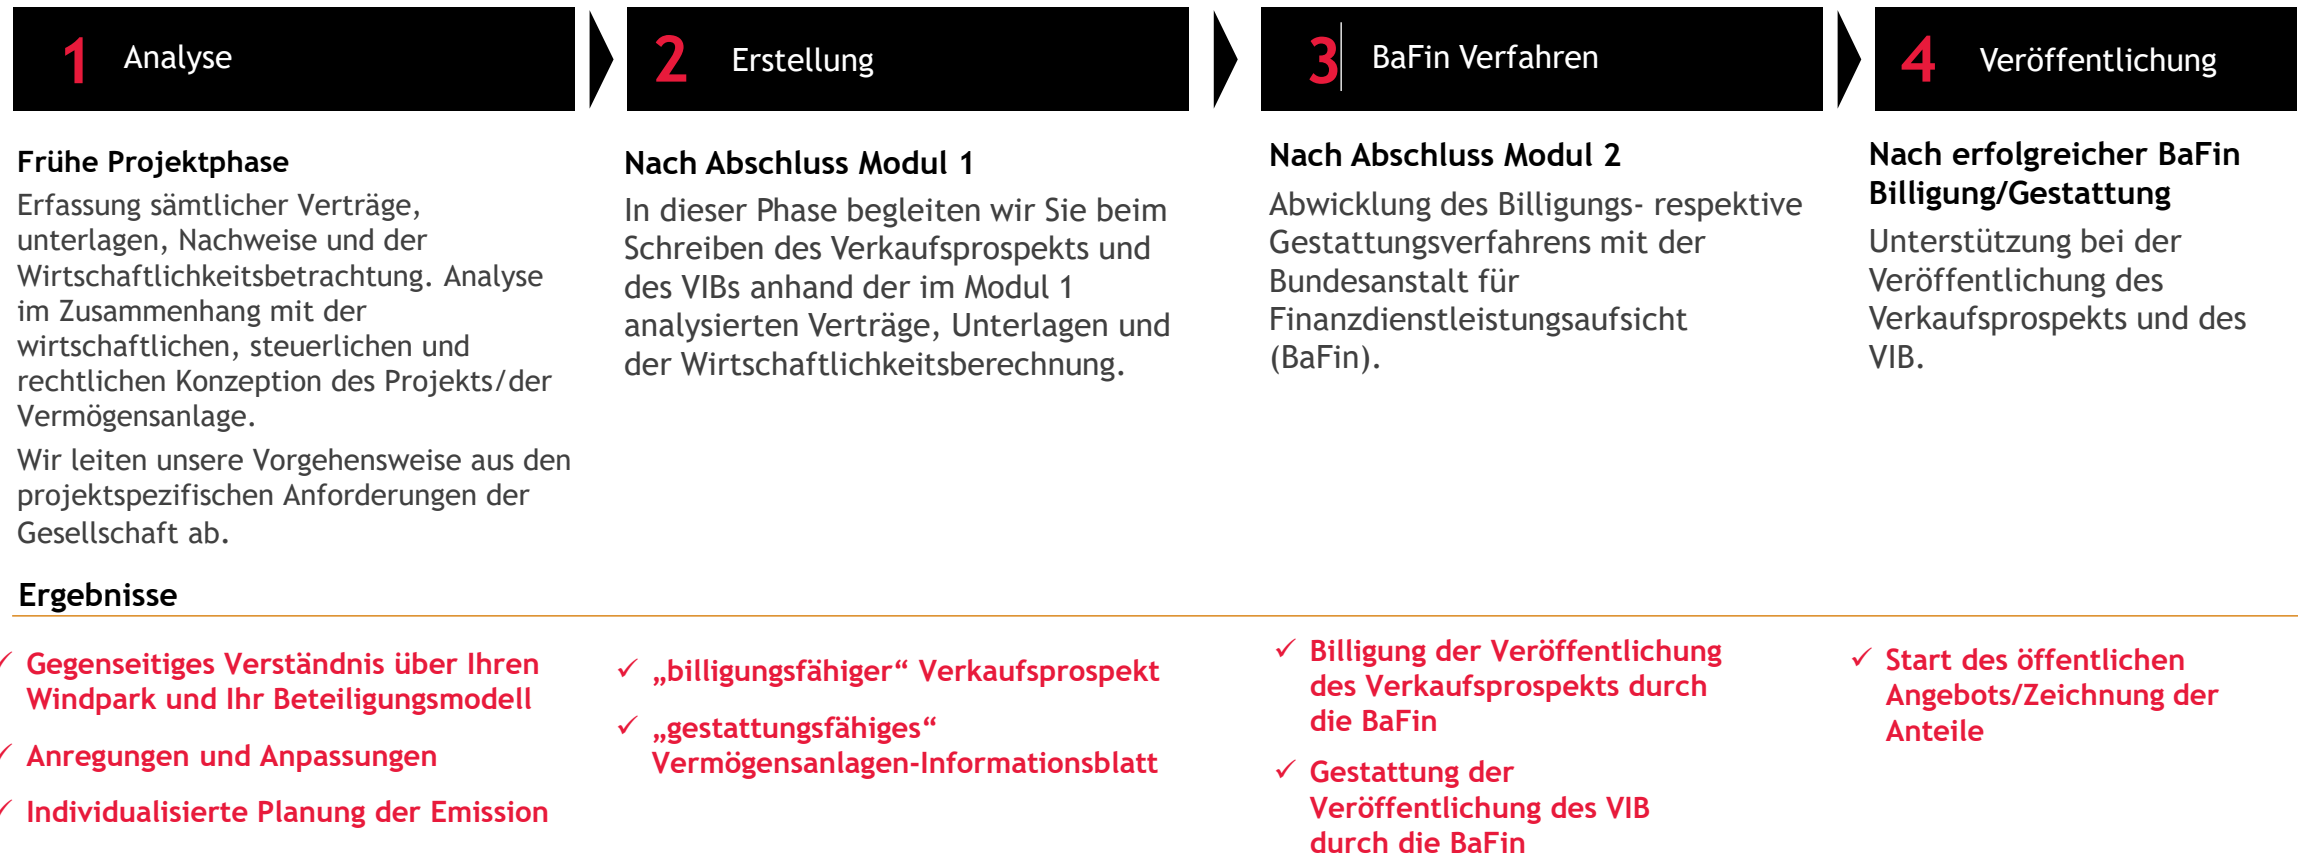 1 Analyse
Frühe Projektphase
Erfassung sämtlicher Verträge,
unterlagen, Nachweise und der
Wirtschaftlichkeitsbetrachtung. Analyse
im Zusammenhang mit der
wirtschaftlichen, steuerlichen und
rechtlichen Konzeption des Projekts/der
Vermögensanlage.
Wir leiten unsere Vorgehensweise aus den
projektspezifischen Anforderungen der
Gesellschaft ab.
2 Erstellung
Nach Abschluss Modul 1
In dieser Phase begleiten wir Sie beim
Schreiben des Verkaufsprospekts und
des VIBs anhand der im Modul 1
analysierten Verträge, Unterlagen und
der Wirtschaftlichkeitsberechnung.
3 BaFin Verfahren
Nach Abschluss Modul 2
Abwicklung des Billigungs- respektive
Gestattungsverfahrens mit der
Bundesanstalt für
Finanzdienstleistungsaufsicht
(BaFin).
4 Veröffentlichung
Nach erfolgreicher BaFin
Billigung/Gestattung
Unterstützung bei der
Veröffentlichung des
Verkaufsprospekts und des
VIB.
Ergebnisse
✓ Gegenseitiges Verständnis über Ihren
Windpark und Ihr Beteiligungsmodell
✓ Anregungen und Anpassungen
✓ Individualisierte Planung der Emission
✓ „billigungsfähiger“ Verkaufsprospekt
✓ „gestattungsfähiges“
Vermögensanlagen-Informationsblatt
✓ Billigung der Veröffentlichung
des Verkaufsprospekts durch
die BaFin
✓ Gestattung der
Veröffentlichung des VIB
durch die BaFin
✓ Start des öffentlichen
Angebots/Zeichnung der
Anteile